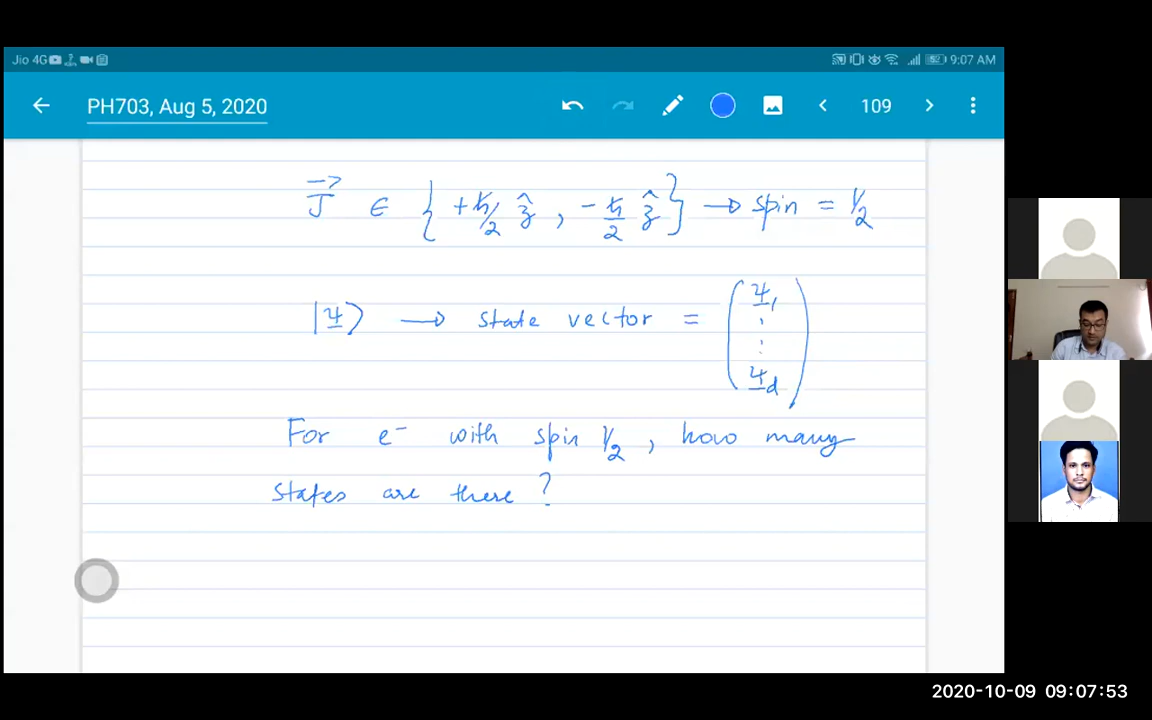 Jio 4G 9:07 AM
PH703, Aug 5, 2020 109
J⃗ ∈ { +ħ/2 ẑ , -ħ/2 ẑ } → spin = 1/2
|Ψ⟩ → state vector = (Ψ1 ⋮ Ψd)
For e⁻ with spin 1/2, how many
states are there ?
2020-10-09 09:07:53